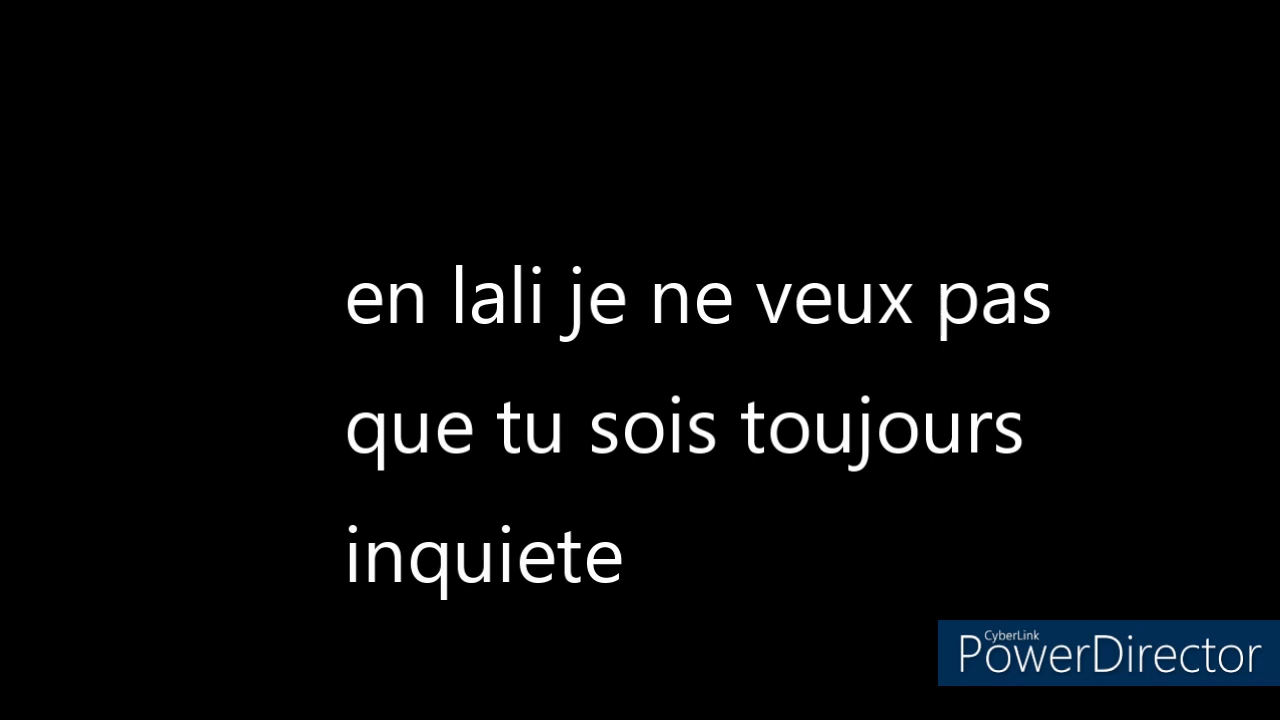 en lali je ne veux pas
que tu sois toujours
inquiete
CyberLink
PowerDirector